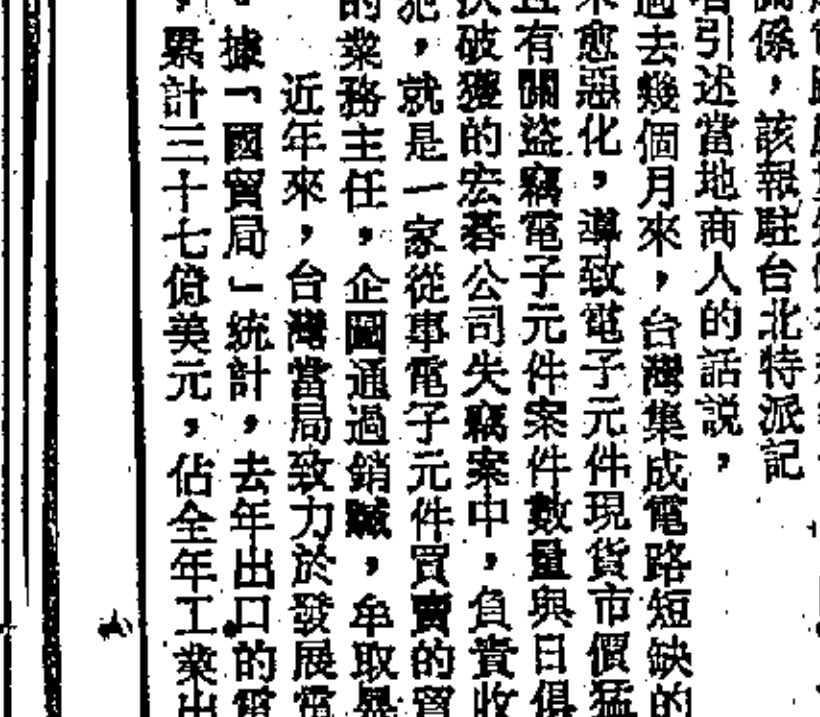 係，該報駐台北特派記
引述當地商人的話說，
過去幾個月來，台灣集成電路短缺的
愈惡化，導致電子元件現貨市價猛
且有關盜竊電子元件案件數量與日俱
破獲的宏碁公司失竊案中，負責收
犯，就是一家從事電子元件買賣的貿
的業務主任，企圖通過銷贓，牟取暴
近年來，台灣當局致力於發展電
據「國貿局」統計，去年出口的電
，累計三十七億美元，佔全年工業出